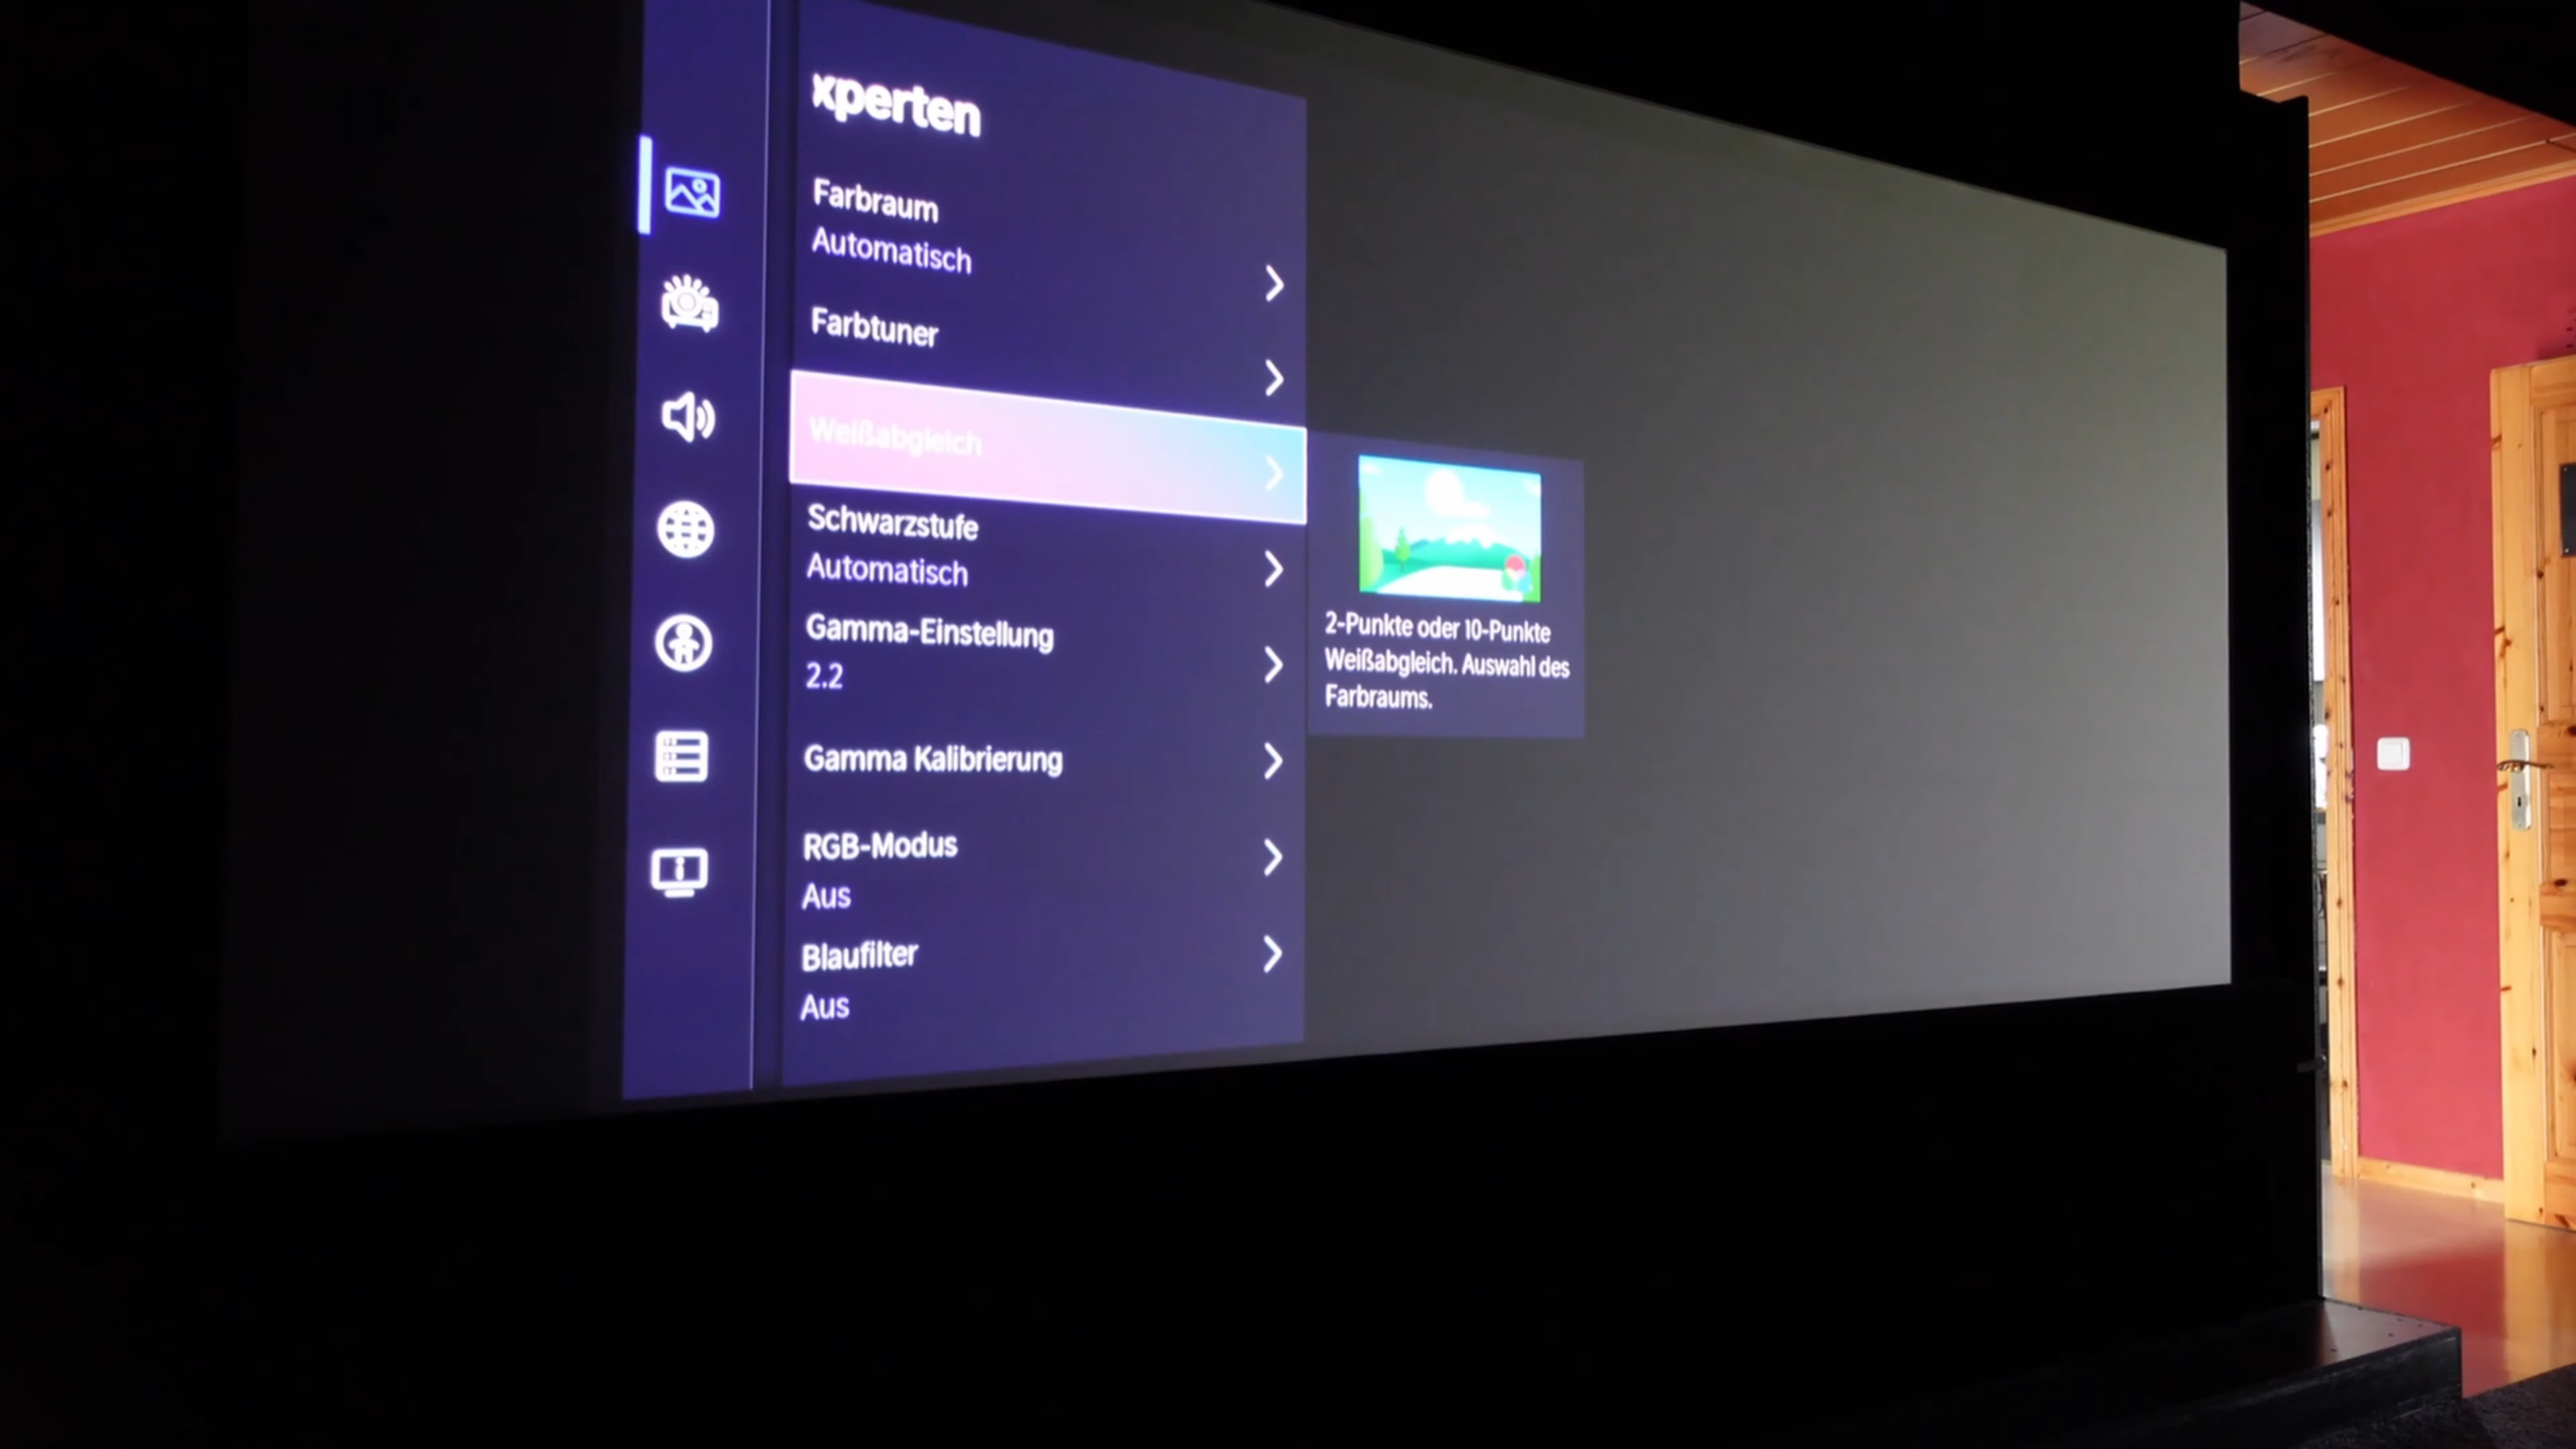 xperten
Farbraum
Automatisch
Farbtuner
Weißabgleich
Schwarzstufe
Automatisch
Gamma-Einstellung
2.2
Gamma Kalibrierung
RGB-Modus
Aus
Blaufilter
Aus
2-Punkte oder 10-Punkte
Weißabgleich. Auswahl des
Farbraums.